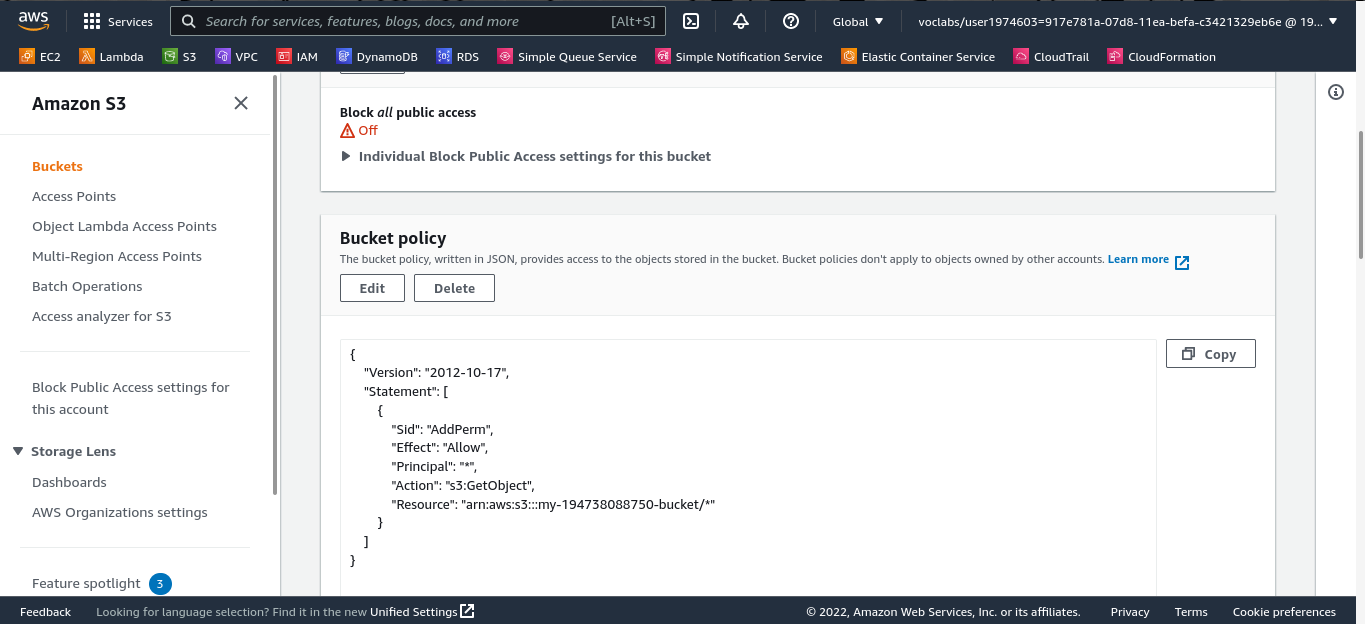 aws
Services
Search for services, features, blogs, docs, and more
[Alt+S]
Global
voclabs/user1974603=917e781a-07d8-11ea-befa-c3421329eb6e @ 19...
EC2
Lambda
S3
VPC
IAM
DynamoDB
RDS
Simple Queue Service
Simple Notification Service
Elastic Container Service
CloudTrail
CloudFormation
Amazon S3
Buckets
Access Points
Object Lambda Access Points
Multi-Region Access Points
Batch Operations
Access analyzer for S3
Block Public Access settings for
this account
Storage Lens
Dashboards
AWS Organizations settings
Feature spotlight 3
Block all public access
Off
Individual Block Public Access settings for this bucket
Bucket policy
The bucket policy, written in JSON, provides access to the objects stored in the bucket. Bucket policies don't apply to objects owned by other accounts. Learn more
Edit
Delete
Copy
{
"Version": "2012-10-17",
"Statement": [
{
"Sid": "AddPerm",
"Effect": "Allow",
"Principal": "*",
"Action": "s3:GetObject",
"Resource": "arn:aws:s3:::my-194738088750-bucket/*"
}
]
}
Feedback
Looking for language selection? Find it in the new Unified Settings
© 2022, Amazon Web Services, Inc. or its affiliates.
Privacy
Terms
Cookie preferences